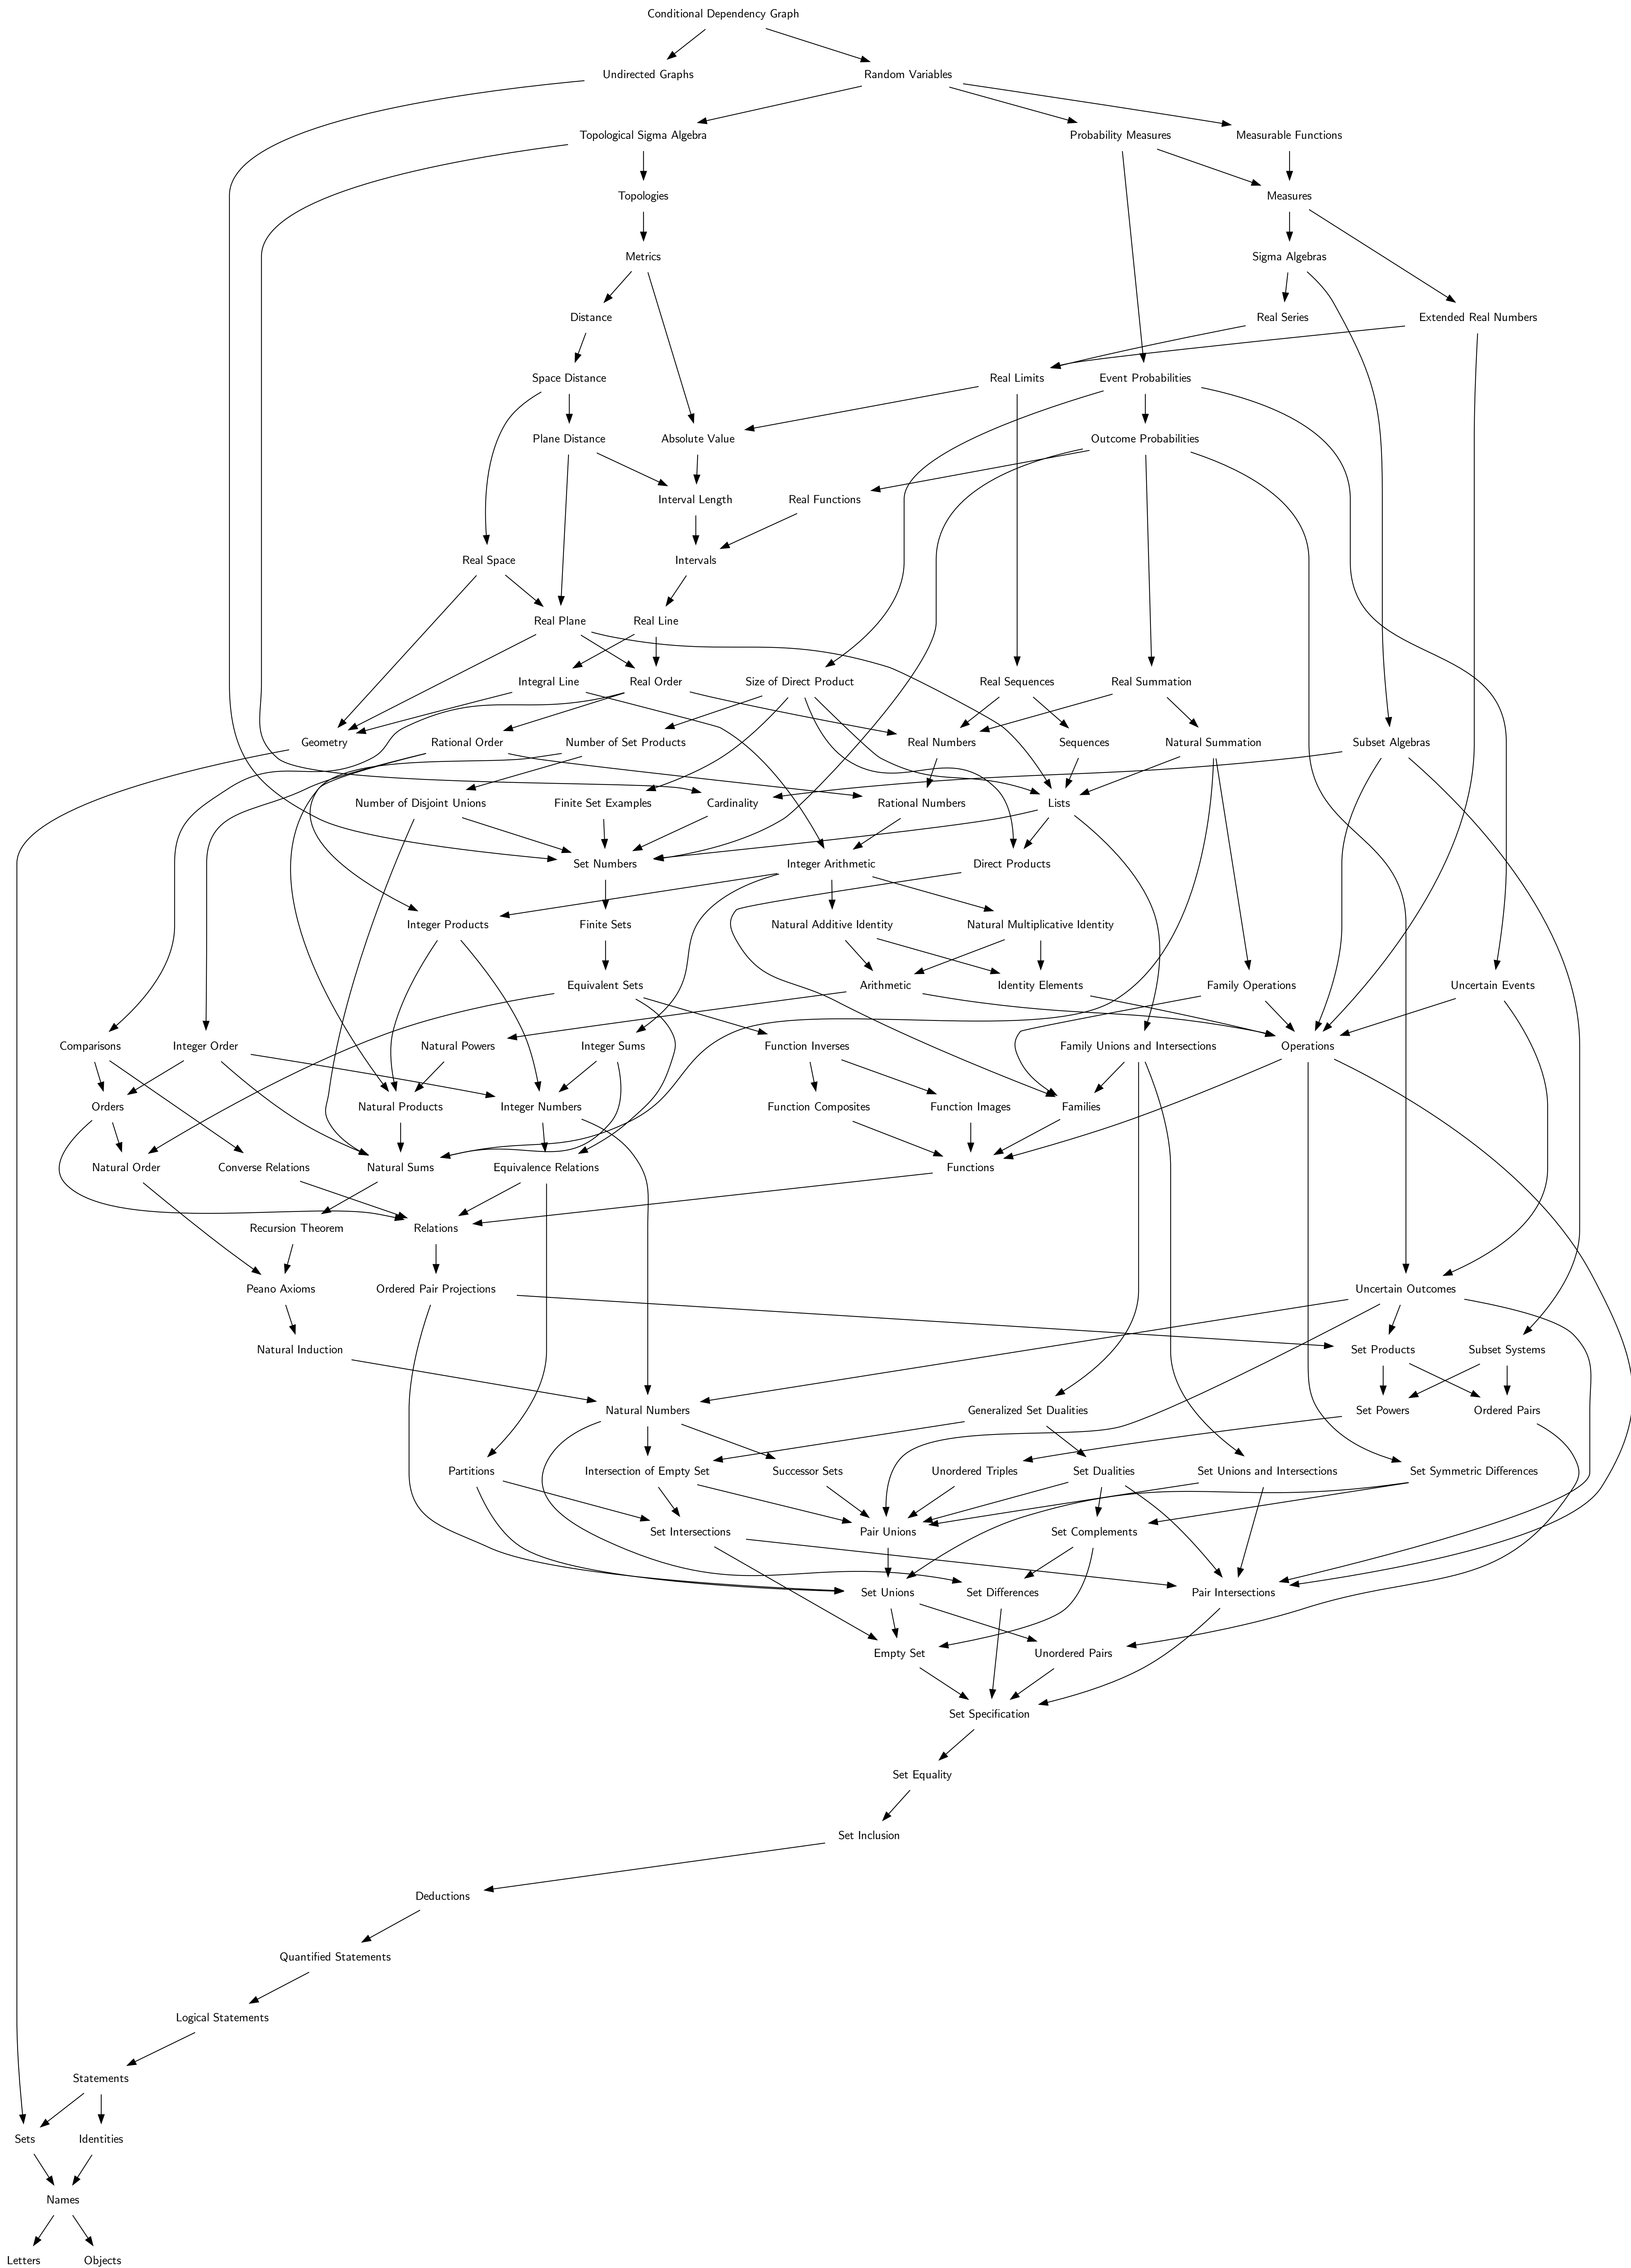 Conditional Dependency Graph
Undirected Graphs
Random Variables
Topological Sigma Algebra
Probability Measures
Measurable Functions
Topologies
Measures
Metrics
Sigma Algebras
Distance
Real Series
Extended Real Numbers
Space Distance
Real Limits
Event Probabilities
Plane Distance
Absolute Value
Outcome Probabilities
Interval Length
Real Functions
Real Space
Intervals
Real Plane
Real Line
Integral Line
Real Order
Size of Direct Product
Real Sequences
Real Summation
Geometry
Rational Order
Number of Set Products
Real Numbers
Sequences
Natural Summation
Subset Algebras
Number of Disjoint Unions
Finite Set Examples
Cardinality
Rational Numbers
Lists
Set Numbers
Integer Arithmetic
Direct Products
Integer Products
Finite Sets
Natural Additive Identity
Natural Multiplicative Identity
Equivalent Sets
Arithmetic
Identity Elements
Family Operations
Uncertain Events
Comparisons
Integer Order
Natural Powers
Integer Sums
Function Inverses
Family Unions and Intersections
Operations
Orders
Natural Products
Integer Numbers
Function Composites
Function Images
Families
Natural Order
Converse Relations
Natural Sums
Equivalence Relations
Functions
Recursion Theorem
Relations
Peano Axioms
Ordered Pair Projections
Uncertain Outcomes
Natural Induction
Set Products
Subset Systems
Natural Numbers
Generalized Set Dualities
Set Powers
Ordered Pairs
Partitions
Intersection of Empty Set
Successor Sets
Unordered Triples
Set Dualities
Set Unions and Intersections
Set Symmetric Differences
Set Intersections
Pair Unions
Set Complements
Set Unions
Set Differences
Pair Intersections
Empty Set
Unordered Pairs
Set Specification
Set Equality
Set Inclusion
Deductions
Quantified Statements
Logical Statements
Statements
Sets
Identities
Names
Letters
Objects